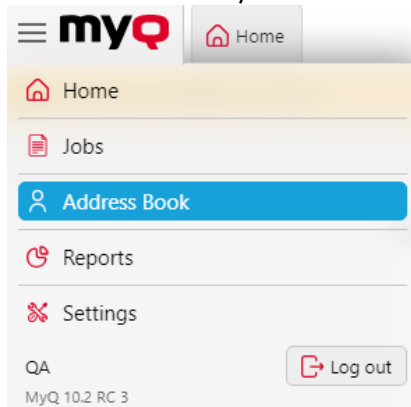 myQ Home
Home
Jobs
Address Book
Reports
Settings
QA Log out
MyQ 10.2 RC 3